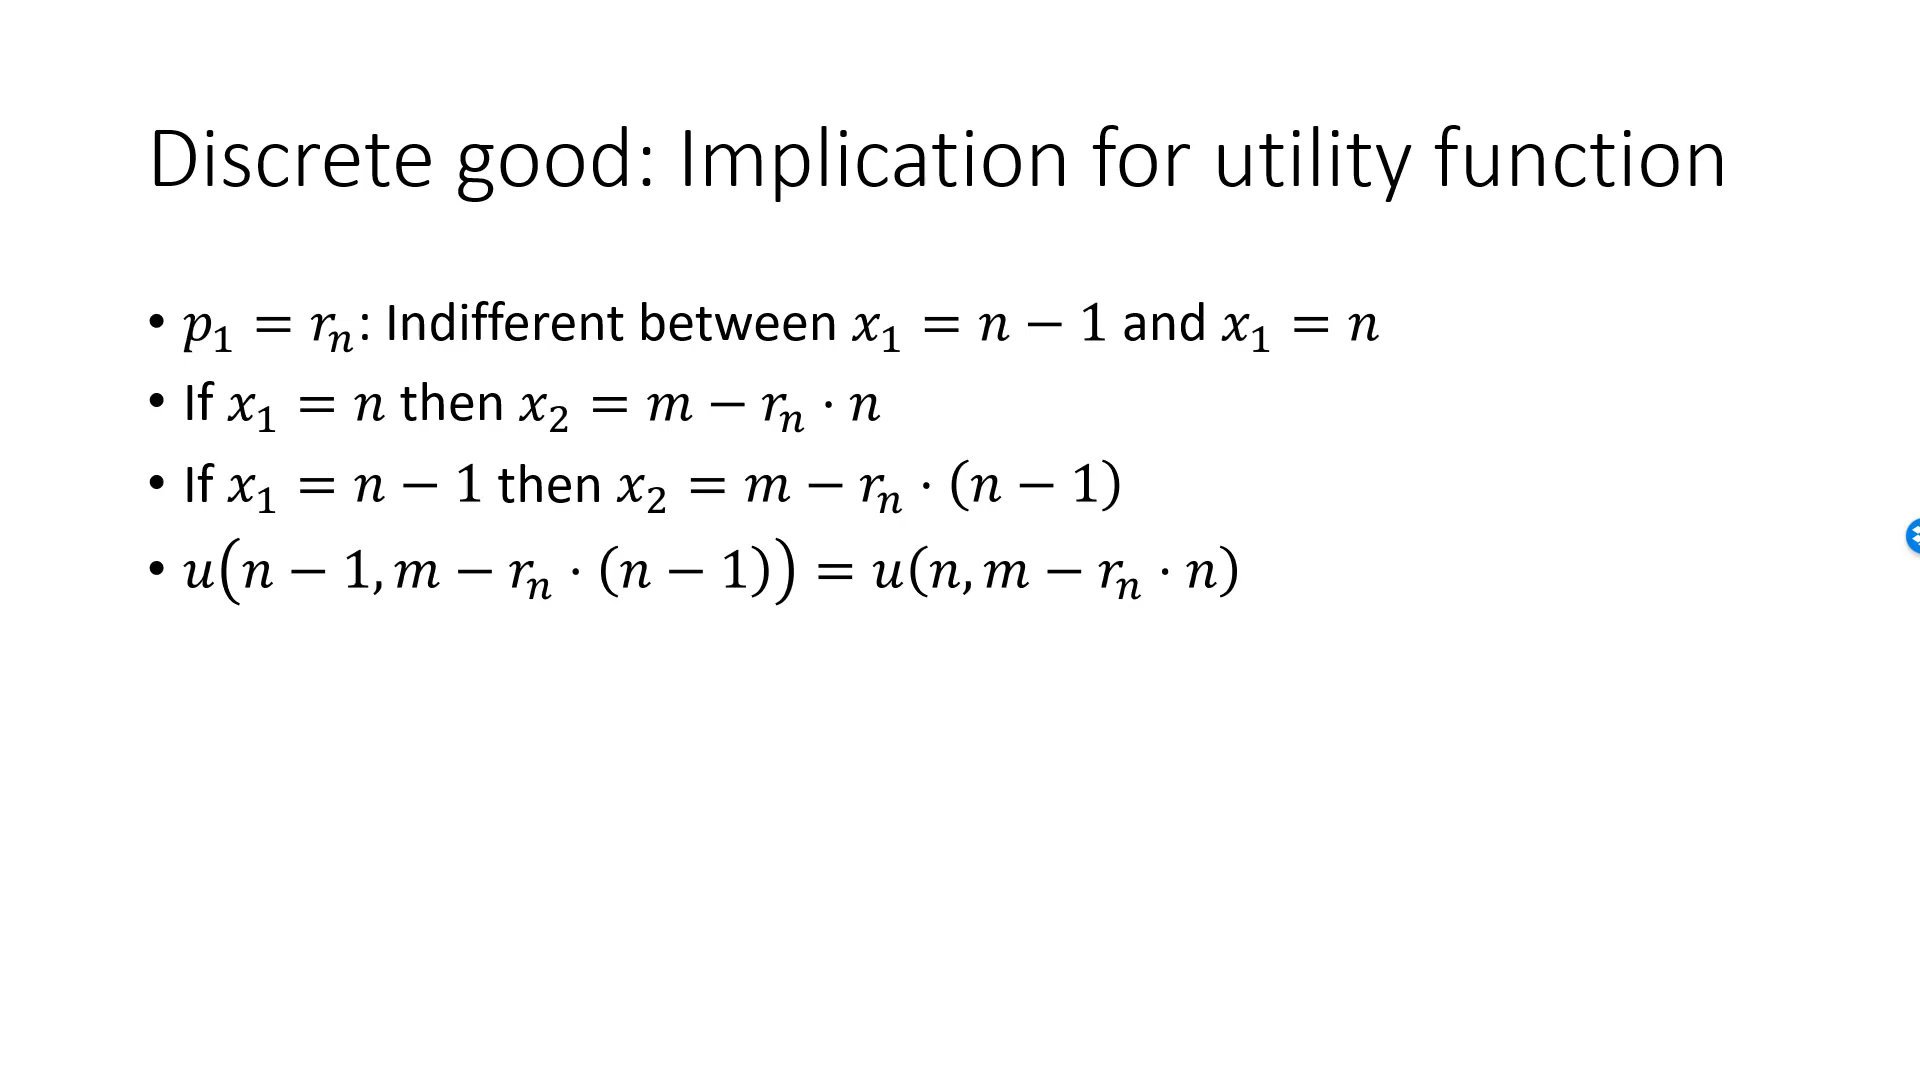 Discrete good: Implication for utility function
• 𝑝₁ = 𝑟ₙ: Indifferent between 𝑥₁ = 𝑛 − 1 and 𝑥₁ = 𝑛
• If 𝑥₁ = 𝑛 then 𝑥₂ = 𝑚 − 𝑟ₙ · 𝑛
• If 𝑥₁ = 𝑛 − 1 then 𝑥₂ = 𝑚 − 𝑟ₙ · (𝑛 − 1)
• 𝑢(𝑛 − 1, 𝑚 − 𝑟ₙ · (𝑛 − 1)) = 𝑢(𝑛, 𝑚 − 𝑟ₙ · 𝑛)